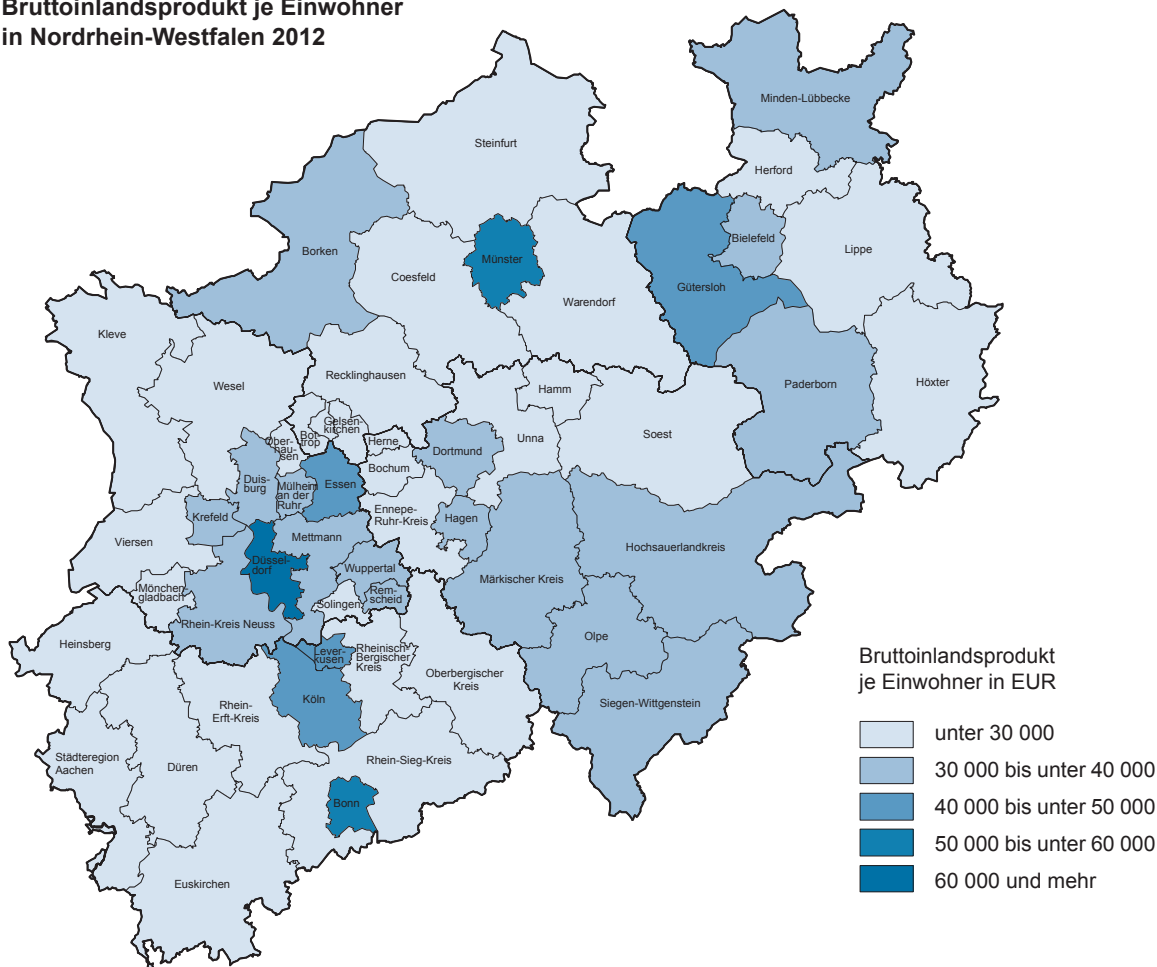 Bruttoinlandsprodukt je Einwohner
in Nordrhein-Westfalen 2012
Minden-Lübbecke
Steinfurt
Herford
Bielefeld
Lippe
Borken
Münster
Coesfeld
Gütersloh
Warendorf
Kleve
Recklinghausen
Wesel
Hamm
Paderborn
Höxter
Gelsen-
kirchen
Bot-
trop
Ober-
hau-
sen
Herne
Unna
Soest
Dortmund
Bochum
Duis-
burg
Mülheim
an der
Ruhr
Essen
Ennepe-
Ruhr-Kreis
Krefeld
Hagen
Viersen
Mettmann
Hochsauerlandkreis
Düssel-
dorf
Wuppertal
Märkischer Kreis
Mönchen-
gladbach
Rem-
scheid
Solingen
Rhein-Kreis Neuss
Olpe
Heinsberg
Lever-
kusen
Rheinisch-
Bergischer
Kreis
Oberbergischer
Kreis
Köln
Rhein-
Erft-Kreis
Siegen-Wittgenstein
Städteregion
Aachen
Düren
Rhein-Sieg-Kreis
Bonn
Euskirchen
Bruttoinlandsprodukt
je Einwohner in EUR
unter 30 000
30 000 bis unter 40 000
40 000 bis unter 50 000
50 000 bis unter 60 000
60 000 und mehr